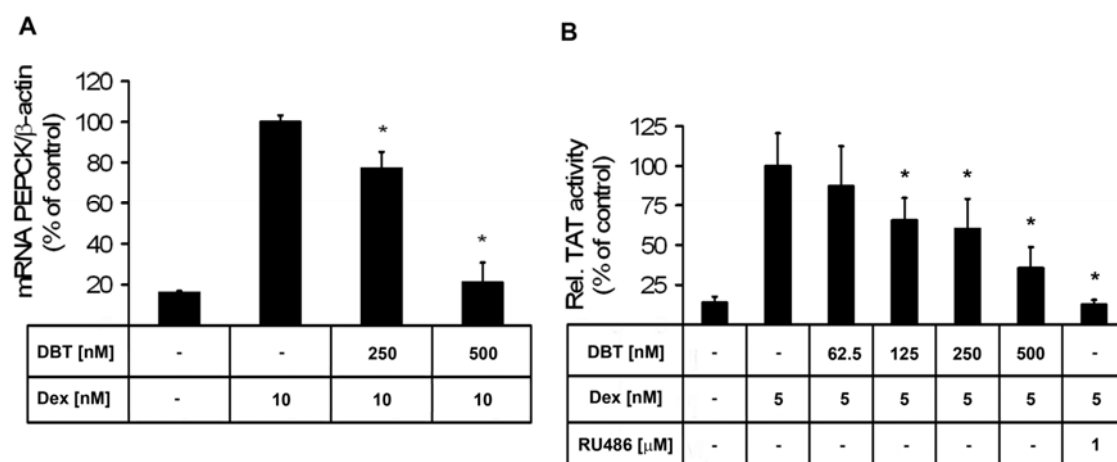 A
mRNA PEPCK/β-actin
(% of control)
120
100
80
60
40
20
*
*
DBT [nM] - - 250 500
Dex [nM] - 10 10 10
B
Rel. TAT activity
(% of control)
125
100
75
50
25
*
*
*
*
DBT [nM] - - 62.5 125 250 500 -
Dex [nM] - 5 5 5 5 5 5
RU486 [μM] - - - - - - 1